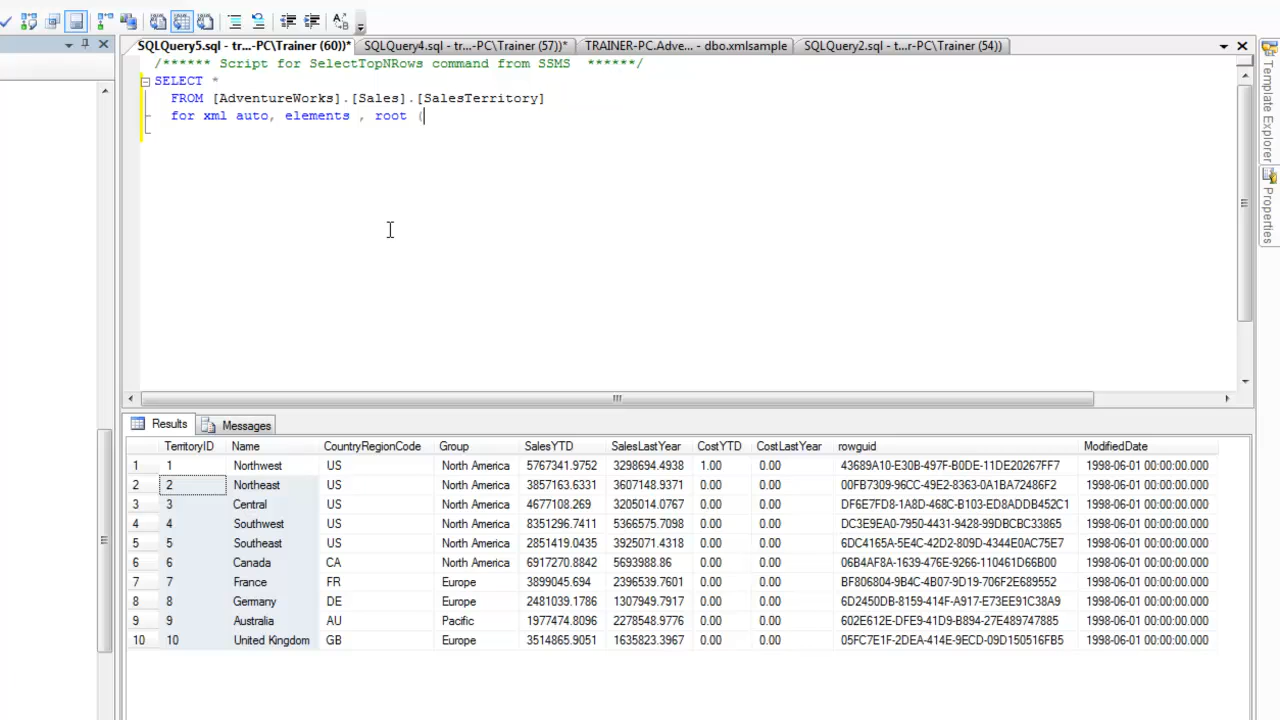 SQLQuery5.sql - tr...-PC\Trainer (60))*
SQLQuery4.sql - tr...-PC\Trainer (57))*
TRAINER-PC.Adve... - dbo.xmlsample
SQLQuery2.sql - tr...r-PC\Trainer (54))
/****** Script for SelectTopNRows command from SSMS ******/
SELECT *
FROM [AdventureWorks].[Sales].[SalesTerritory]
for xml auto, elements , root (
Template Explorer
Properties
Results
Messages
TerritoryID Name CountryRegionCode Group SalesYTD SalesLastYear CostYTD CostLastYear rowguid ModifiedDate
1 1 Northwest US North America 5767341.9752 3298694.4938 1.00 0.00 43689A10-E30B-497F-B0DE-11DE20267FF7 1998-06-01 00:00:00.000
2 2 Northeast US North America 3857163.6331 3607148.9371 0.00 0.00 00FB7309-96CC-49E2-8363-0A1BA72486F2 1998-06-01 00:00:00.000
3 3 Central US North America 4677108.269 3205014.0767 0.00 0.00 DF6E7FD8-1A8D-468C-B103-ED8ADDB452C1 1998-06-01 00:00:00.000
4 4 Southwest US North America 8351296.7411 5366575.7098 0.00 0.00 DC3E9EA0-7950-4431-9428-99DBCBC33865 1998-06-01 00:00:00.000
5 5 Southeast US North America 2851419.0435 3925071.4318 0.00 0.00 6DC4165A-5E4C-42D2-809D-4344E0AC75E7 1998-06-01 00:00:00.000
6 6 Canada CA North America 6917270.8842 5693988.86 0.00 0.00 06B4AF8A-1639-476E-9266-110461D66B00 1998-06-01 00:00:00.000
7 7 France FR Europe 3899045.694 2396539.7601 0.00 0.00 BF806804-9B4C-4B07-9D19-706F2E689552 1998-06-01 00:00:00.000
8 8 Germany DE Europe 2481039.1786 1307949.7917 0.00 0.00 6D2450DB-8159-414F-A917-E73EE91C38A9 1998-06-01 00:00:00.000
9 9 Australia AU Pacific 1977474.8096 2278548.9776 0.00 0.00 602E612E-DFE9-41D9-B894-27E489747885 1998-06-01 00:00:00.000
10 10 United Kingdom GB Europe 3514865.9051 1635823.3967 0.00 0.00 05FC7E1F-2DEA-414E-9ECD-09D150516FB5 1998-06-01 00:00:00.000